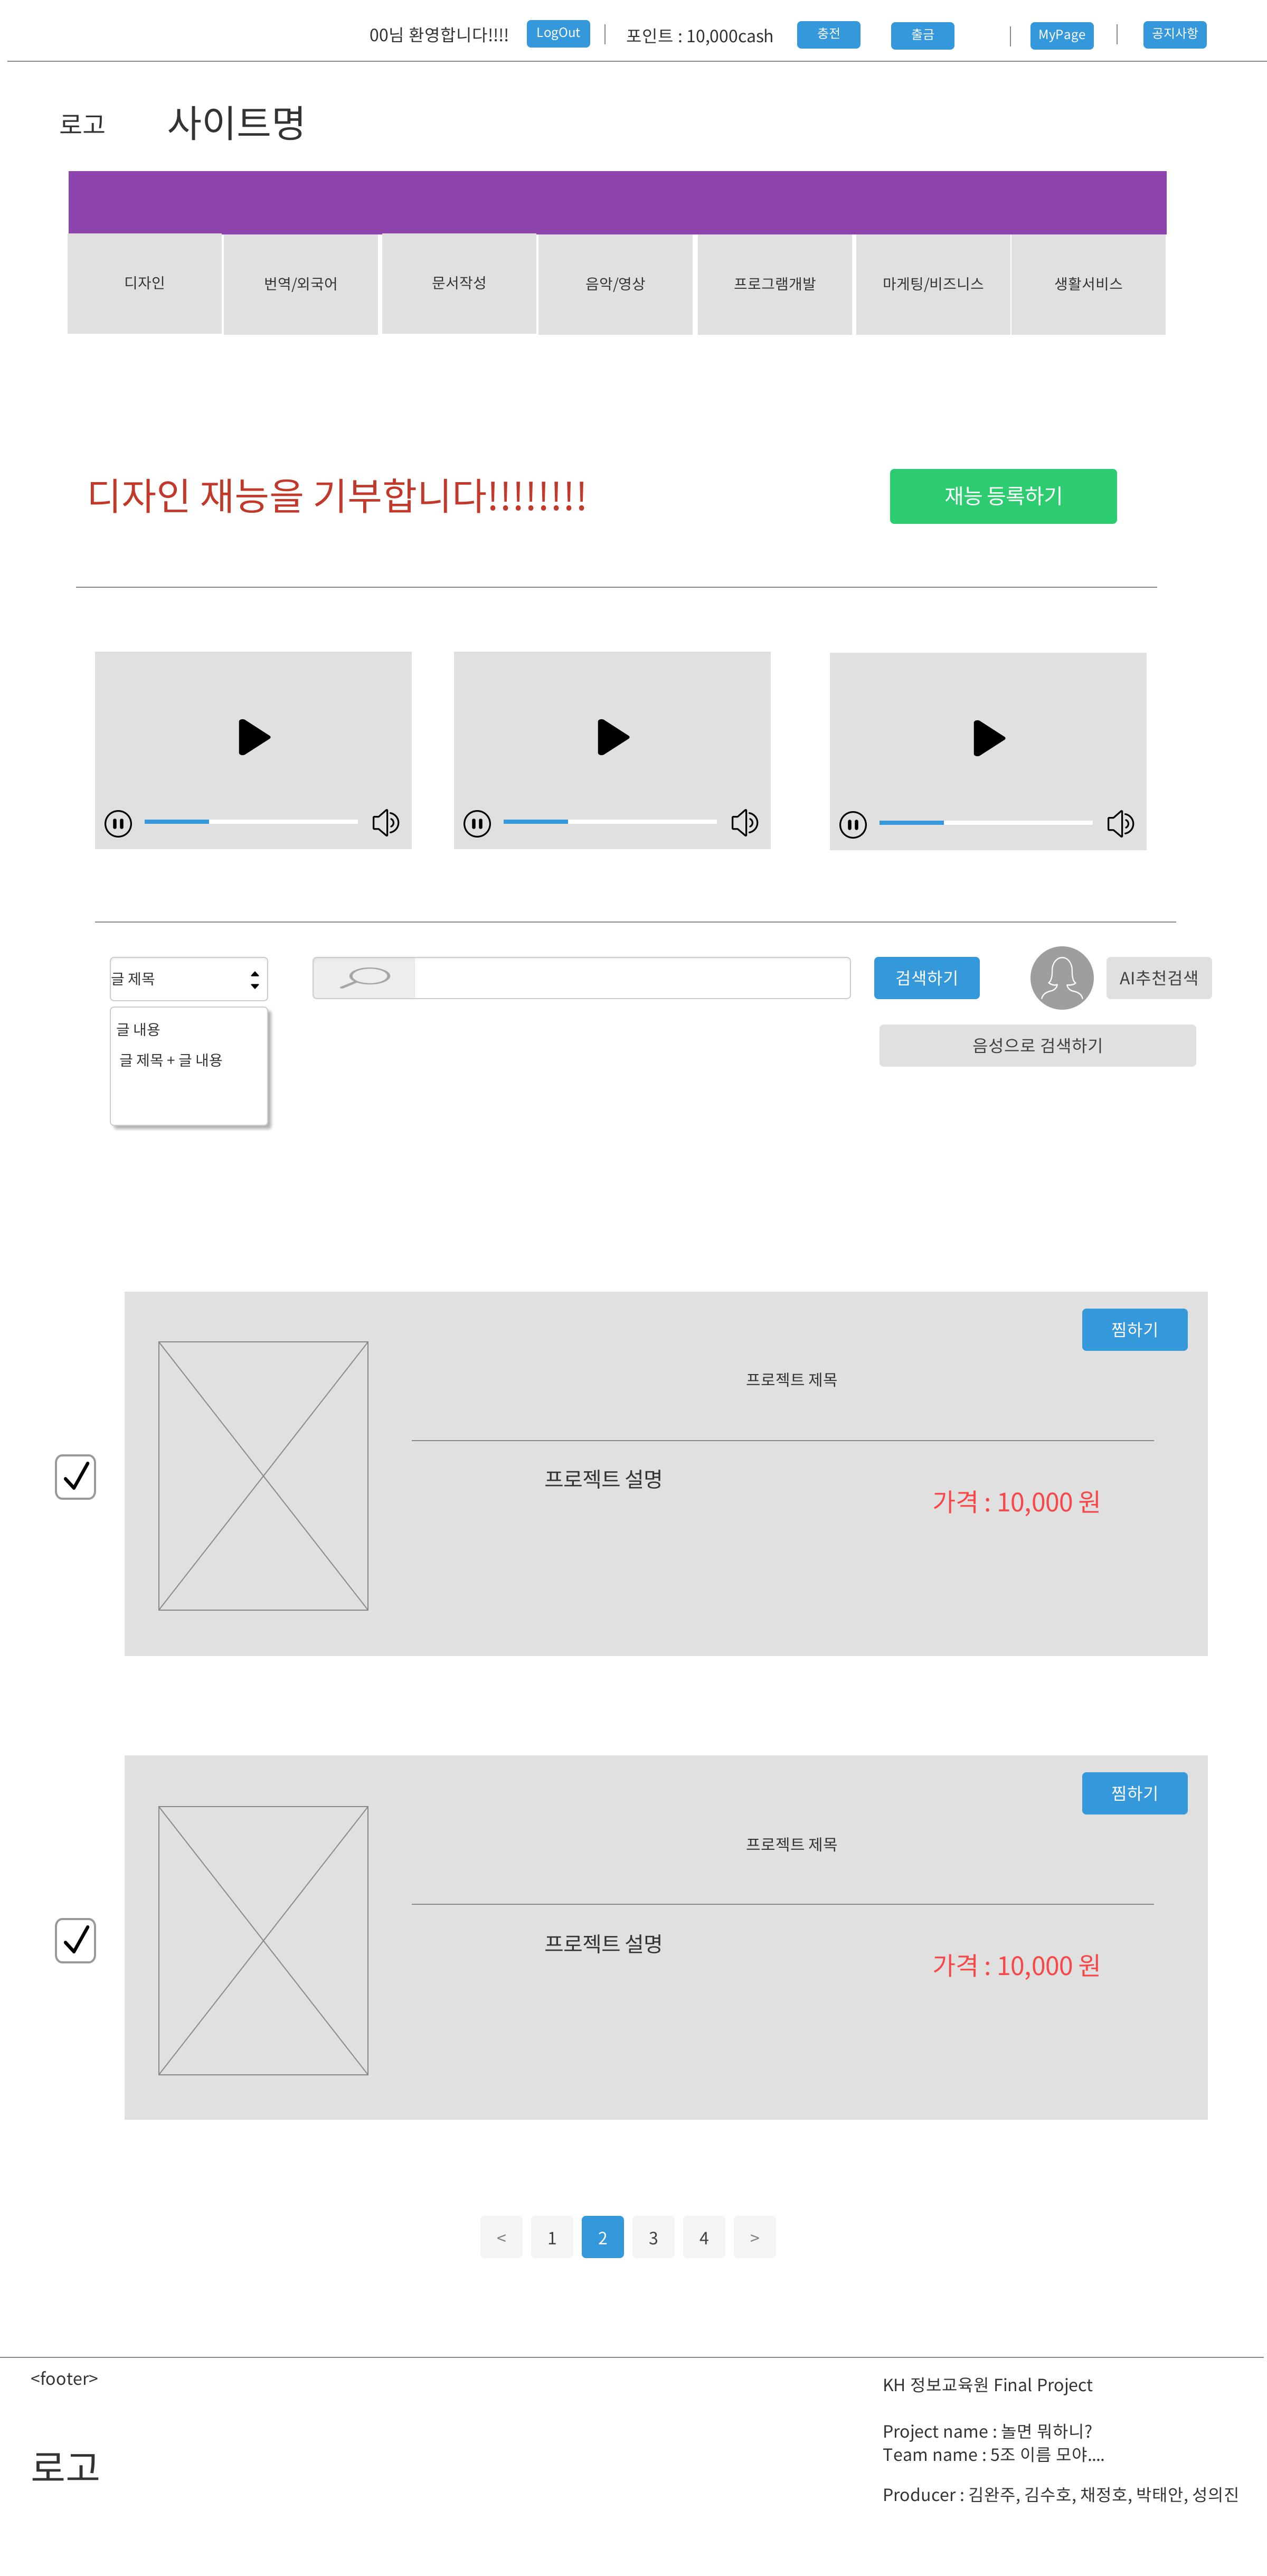 00님 환영합니다!!!! LogOut 포인트 : 10,000cash 충전 출금 MyPage 공지사항
로고 사이트명
디자인 번역/외국어 문서작성 음악/영상 프로그램개발 마게팅/비즈니스 생활서비스
디자인 재능을 기부합니다!!!!!!!! 재능 등록하기
글 제목 검색하기 AI추천검색
글 내용 음성으로 검색하기
글 제목 + 글 내용
찜하기
프로젝트 제목
프로젝트 설명
가격 : 10,000 원
찜하기
프로젝트 제목
프로젝트 설명
가격 : 10,000 원
< 1 2 3 4 >
<footer>
로고
KH 정보교육원 Final Project
Project name : 놀면 뭐하니?
Team name : 5조 이름 모야....
Producer : 김완주, 김수호, 채정호, 박태안, 성의진